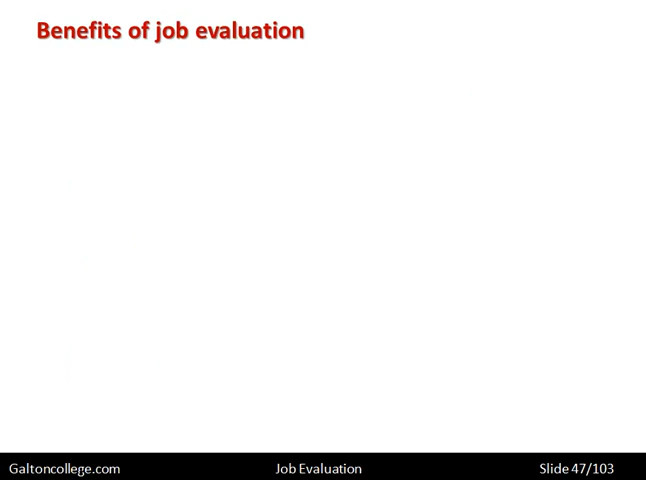 Benefits of job evaluation
Galtoncollege.com Job Evaluation Slide 47/103